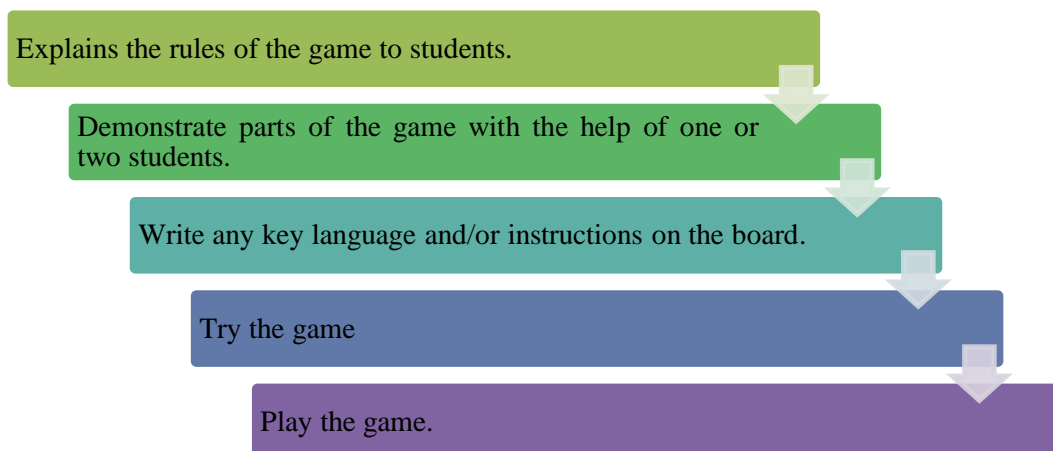 Explains the rules of the game to students.
Demonstrate parts of the game with the help of one or
two students.
Write any key language and/or instructions on the board.
Try the game
Play the game.